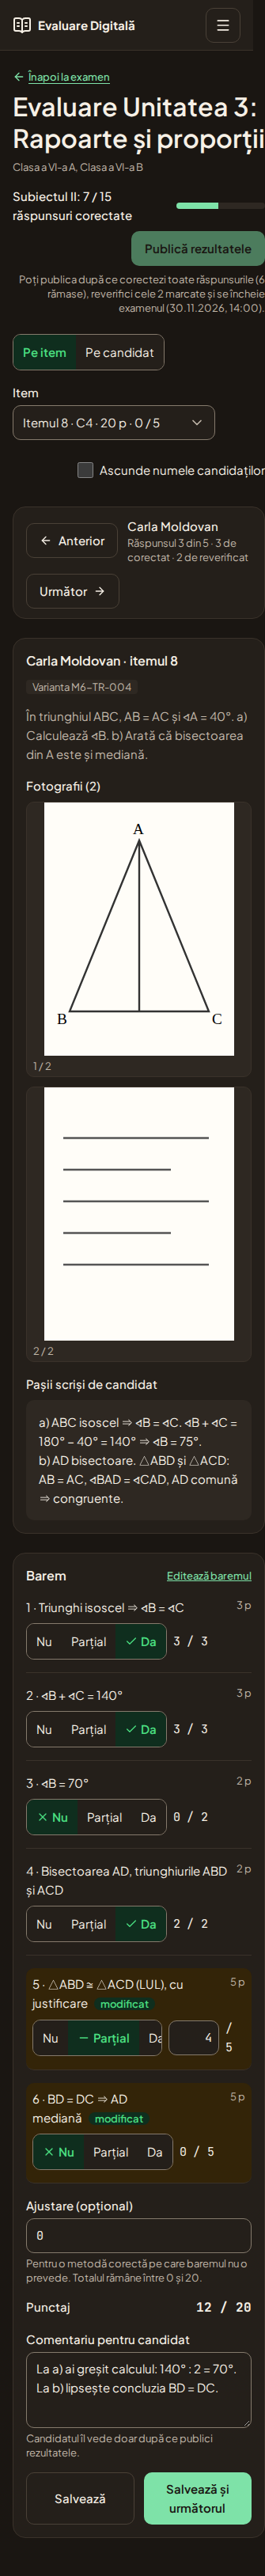 Evaluare Digitală
← Înapoi la examen
Evaluare Unitatea 3:
Rapoarte și proporții
Clasa a VI-a A, Clasa a VI-a B
Subiectul II: 7 / 15
răspunsuri corectate
Publică rezultatele
Poți publica după ce corectezi toate răspunsurile (6
rămase), reverifici cele 2 marcate și se încheie
examenul (30.11.2026, 14:00).
Pe item
Pe candidat
Item
Itemul 8 · C4 · 20 p · 0 / 5
Ascunde numele candidaților
← Anterior
Carla Moldovan
Răspunsul 3 din 5 · 3 de
corectat · 2 de reverificat
Următor →
Carla Moldovan · itemul 8
Varianta M6-TR-004
În triunghiul ABC, AB = AC și ∢A = 40°. a)
Calculează ∢B. b) Arată că bisectoarea
din A este și mediană.
Fotografii (2)
A
B
C
1 / 2
2 / 2
Pașii scriși de candidat
a) ABC isoscel ⇒ ∢B = ∢C. ∢B + ∢C =
180° − 40° = 140° ⇒ ∢B = 75°.
b) AD bisectoare. △ABD și △ACD:
AB = AC, ∢BAD = ∢CAD, AD comună
⇒ congruente.
Barem
Editează baremul
1 · Triunghi isoscel ⇒ ∢B = ∢C
3 p
Nu Parțial ✓ Da 3 / 3
2 · ∢B + ∢C = 140°
3 p
Nu Parțial ✓ Da 3 / 3
3 · ∢B = 70°
2 p
✕ Nu Parțial Da 0 / 2
4 · Bisectoarea AD, triunghiurile ABD
și ACD
2 p
Nu Parțial ✓ Da 2 / 2
5 · △ABD ≅ △ACD (LUL), cu
justificare modificat
5 p
Nu − Parțial Da 4 /
5
6 · BD = DC ⇒ AD
mediană modificat
5 p
✕ Nu Parțial Da 0 / 5
Ajustare (opțional)
0
Pentru o metodă corectă pe care baremul nu o
prevede. Totalul rămâne între 0 și 20.
Punctaj 12 / 20
Comentariu pentru candidat
La a) ai greșit calculul: 140° : 2 = 70°.
La b) lipsește concluzia BD = DC.
Candidatul îl vede doar după ce publici
rezultatele.
Salvează
Salvează și
următorul